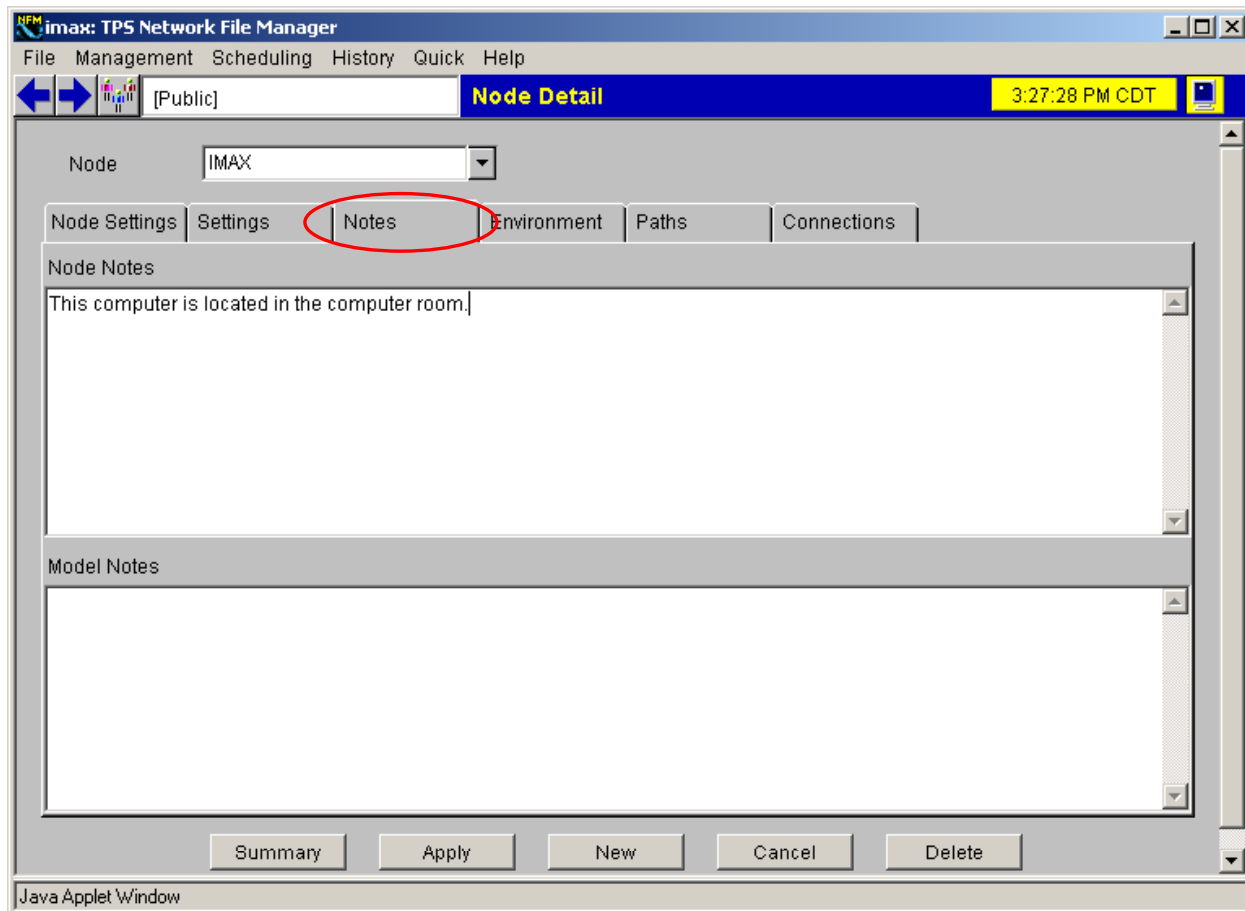 NFM imax: TPS Network File Manager
File Management Scheduling History Quick Help
[Public] Node Detail 3:27:28 PM CDT
Node IMAX
Node Settings Settings Notes Environment Paths Connections
Node Notes
This computer is located in the computer room.
Model Notes
Summary Apply New Cancel Delete
Java Applet Window